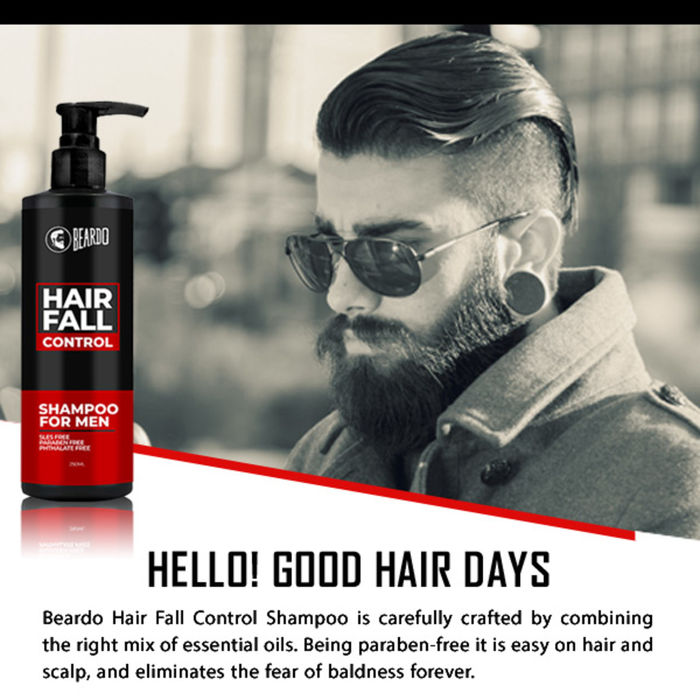 BEARDO
HAIR
FALL
CONTROL
SHAMPOO
FOR MEN
SLES FREE
PARABEN FREE
PHTHALATE FREE
250ML
HELLO! GOOD HAIR DAYS
Beardo Hair Fall Control Shampoo is carefully crafted by combining
the right mix of essential oils. Being paraben-free it is easy on hair and
scalp, and eliminates the fear of baldness forever.